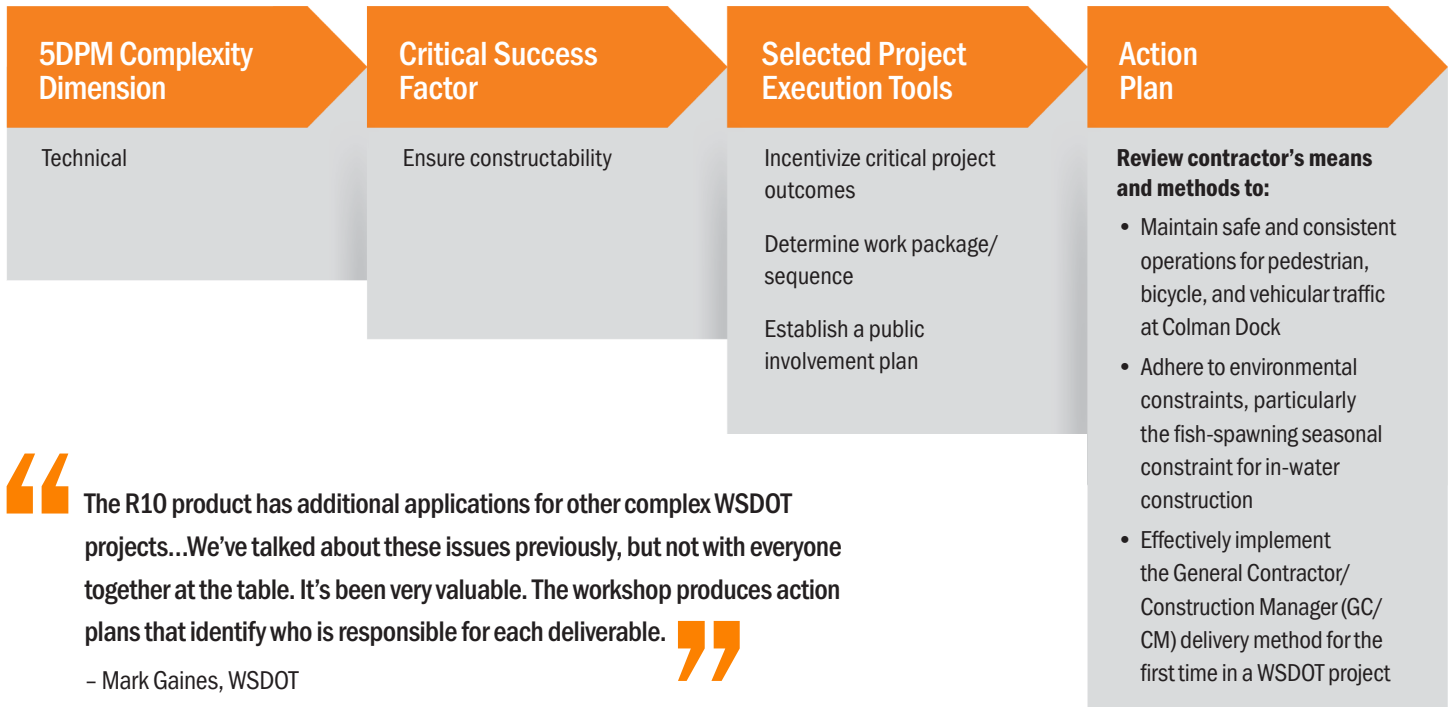 5DPM Complexity
Dimension
Technical
Critical Success
Factor
Ensure constructability
Selected Project
Execution Tools
Incentivize critical project
outcomes
Determine work package/
sequence
Establish a public
involvement plan
Action
Plan
Review contractor’s means
and methods to:
• Maintain safe and consistent
operations for pedestrian,
bicycle, and vehicular traffic
at Colman Dock
• Adhere to environmental
constraints, particularly
the fish-spawning seasonal
constraint for in-water
construction
• Effectively implement
the General Contractor/
Construction Manager (GC/
CM) delivery method for the
first time in a WSDOT project
“ The R10 product has additional applications for other complex WSDOT
projects...We’ve talked about these issues previously, but not with everyone
together at the table. It’s been very valuable. The workshop produces action
plans that identify who is responsible for each deliverable. ”
– Mark Gaines, WSDOT